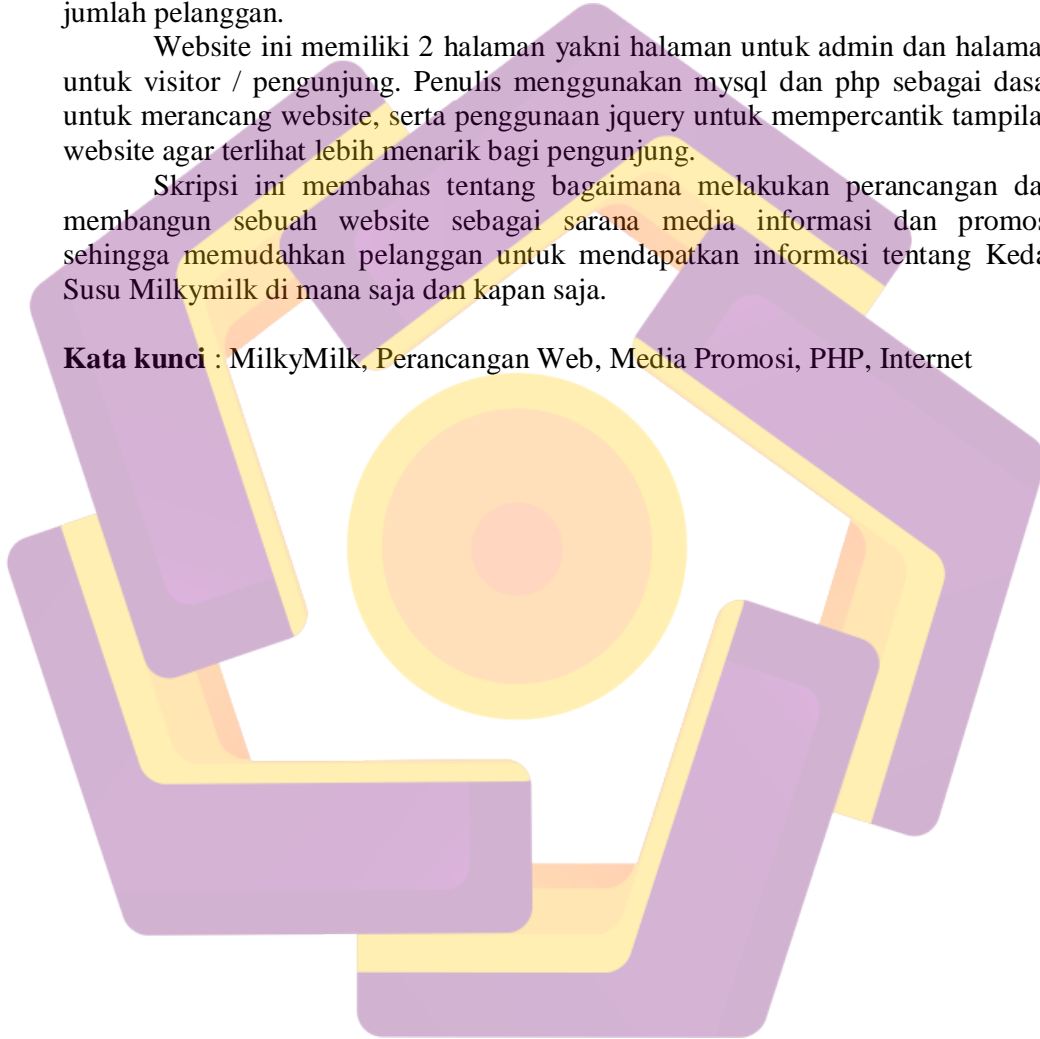 jumlah pelanggan.
Website ini memiliki 2 halaman yakni halaman untuk admin dan halama
untuk visitor / pengunjung. Penulis menggunakan mysql dan php sebagai dasa
untuk merancang website, serta penggunaan jquery untuk mempercantik tampila
website agar terlihat lebih menarik bagi pengunjung.
Skripsi ini membahas tentang bagaimana melakukan perancangan da
membangun sebuah website sebagai sarana media informasi dan promos
sehingga memudahkan pelanggan untuk mendapatkan informasi tentang Keda
Susu Milkymilk di mana saja dan kapan saja.
Kata kunci : MilkyMilk, Perancangan Web, Media Promosi, PHP, Internet